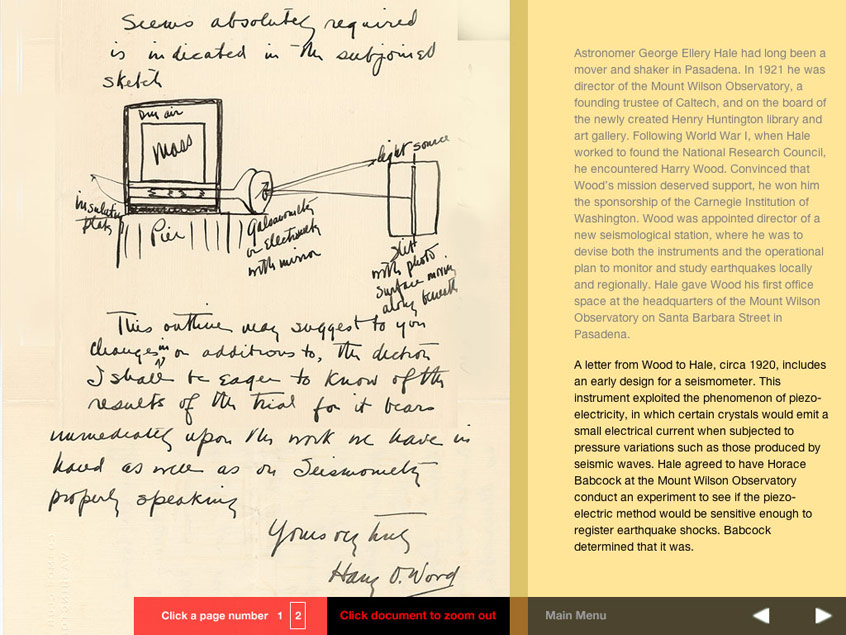 Seems absolutely required
is indicated in the subjoined
sketch
Dry air
Mass
light source
insulating
plate
Pier
Galvanometer
or electrometer
with mirror
slit
with photo
surface moving
along beneath
This outline may suggest to you
changes in or additions to, the
I shall be eager to know of the
results of the trial for it bears
immediately upon the work we have in
hand as well as on Seismometry
properly speaking
Yours very truly
Harry O. Wood
Click a page number 1 2
Click document to zoom out
Astronomer George Ellery Hale had long been a
mover and shaker in Pasadena. In 1921 he was
director of the Mount Wilson Observatory, a
founding trustee of Caltech, and on the board of
the newly created Henry Huntington library and
art gallery. Following World War I, when Hale
worked to found the National Research Council,
he encountered Harry Wood. Convinced that
Wood's mission deserved support, he won him
the sponsorship of the Carnegie Institution of
Washington. Wood was appointed director of a
new seismological station, where he was to
devise both the instruments and the operational
plan to monitor and study earthquakes locally
and regionally. Hale gave Wood his first office
space at the headquarters of the Mount Wilson
Observatory on Santa Barbara Street in
Pasadena.
A letter from Wood to Hale, circa 1920, includes
an early design for a seismometer. This
instrument exploited the phenomenon of piezo-
electricity, in which certain crystals would emit a
small electrical current when subjected to
pressure variations such as those produced by
seismic waves. Hale agreed to have Horace
Babcock at the Mount Wilson Observatory
conduct an experiment to see if the piezo-
electric method would be sensitive enough to
register earthquake shocks. Babcock
determined that it was.
Main Menu